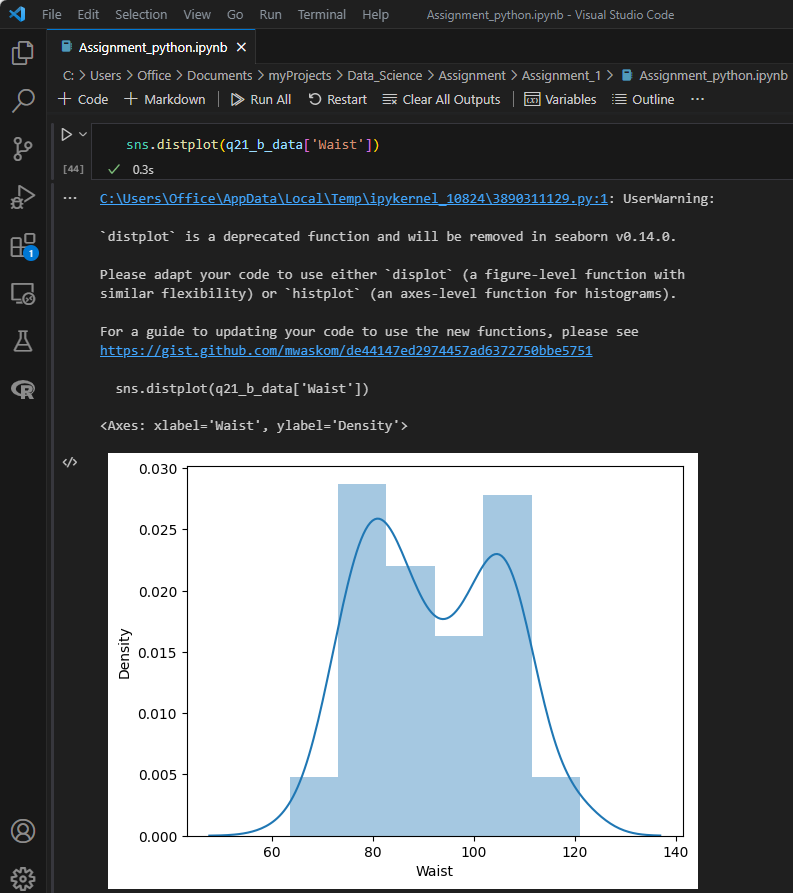 File Edit Selection View Go Run Terminal Help Assignment_python.ipynb - Visual Studio Code
Assignment_python.ipynb
C: > Users > Office > Documents > myProjects > Data_Science > Assignment > Assignment_1 > Assignment_python.ipynb
Code Markdown Run All Restart Clear All Outputs Variables Outline ...
sns.distplot(q21_b_data['Waist'])
[44] 0.3s
C:\Users\Office\AppData\Local\Temp\ipykernel_10824\3890311129.py:1: UserWarning:
`distplot` is a deprecated function and will be removed in seaborn v0.14.0.
Please adapt your code to use either `displot` (a figure-level function with
similar flexibility) or `histplot` (an axes-level function for histograms).
For a guide to updating your code to use the new functions, please see
https://gist.github.com/mwaskom/de44147ed2974457ad6372750bbe5751
sns.distplot(q21_b_data['Waist'])
<Axes: xlabel='Waist', ylabel='Density'>
0.030
0.025
0.020
0.015
0.010
0.005
0.000
Density
60 80 100 120 140
Waist
1
R